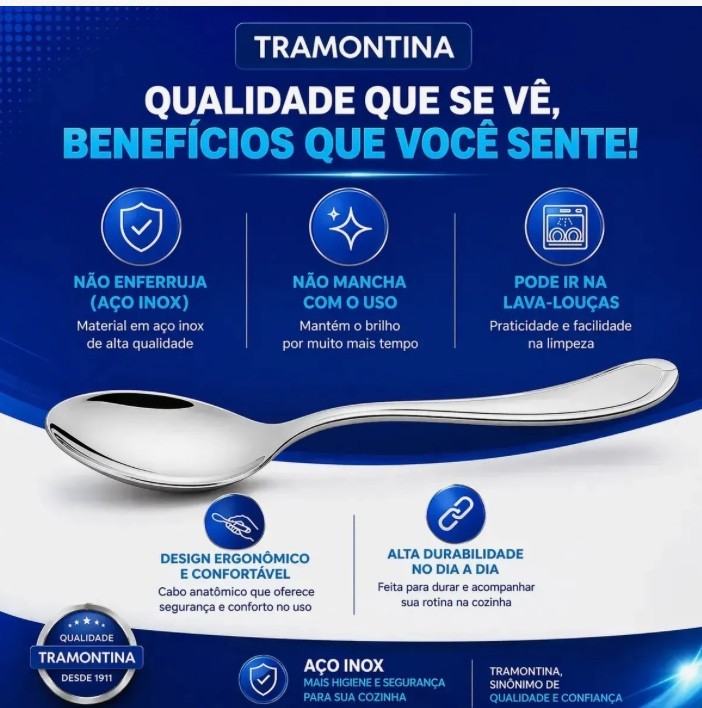 TRAMONTINA
QUALIDADE QUE SE VÊ,
BENEFÍCIOS QUE VOCÊ SENTE!
NÃO ENFERRUJA
(AÇO INOX)
Material em aço inox
de alta qualidade
NÃO MANCHA
COM O USO
Mantém o brilho
por muito mais tempo
PODE IR NA
LAVA-LOUÇAS
Praticidade e facilidade
na limpeza
DESIGN ERGONÔMICO
E CONFORTÁVEL
Cabo anatômico que oferece
segurança e conforto no uso
ALTA DURABILIDADE
NO DIA A DIA
Feita para durar e acompanhar
sua rotina na cozinha
QUALIDADE
TRAMONTINA
DESDE 1911
AÇO INOX
MAIS HIGIENE E SEGURANÇA
PARA SUA COZINHA
TRAMONTINA,
SINÔNIMO DE
QUALIDADE E CONFIANÇA